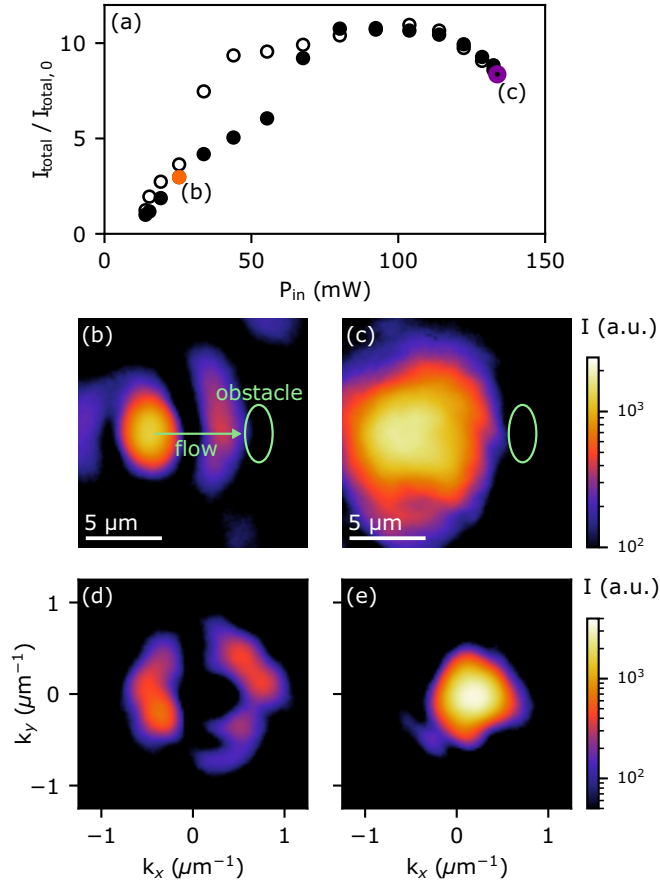 (a)
I_total / I_total, 0
10
5
0
(b)
(c)
0 50 100 150
P_in (mW)
(b)
obstacle
flow
5 µm
(c)
5 µm
I (a.u.)
10³
10²
(d)
(e)
I (a.u.)
10³
10²
k_y (µm⁻¹)
1
0
−1
−1 0 1
−1 0 1
k_x (µm⁻¹)
k_x (µm⁻¹)